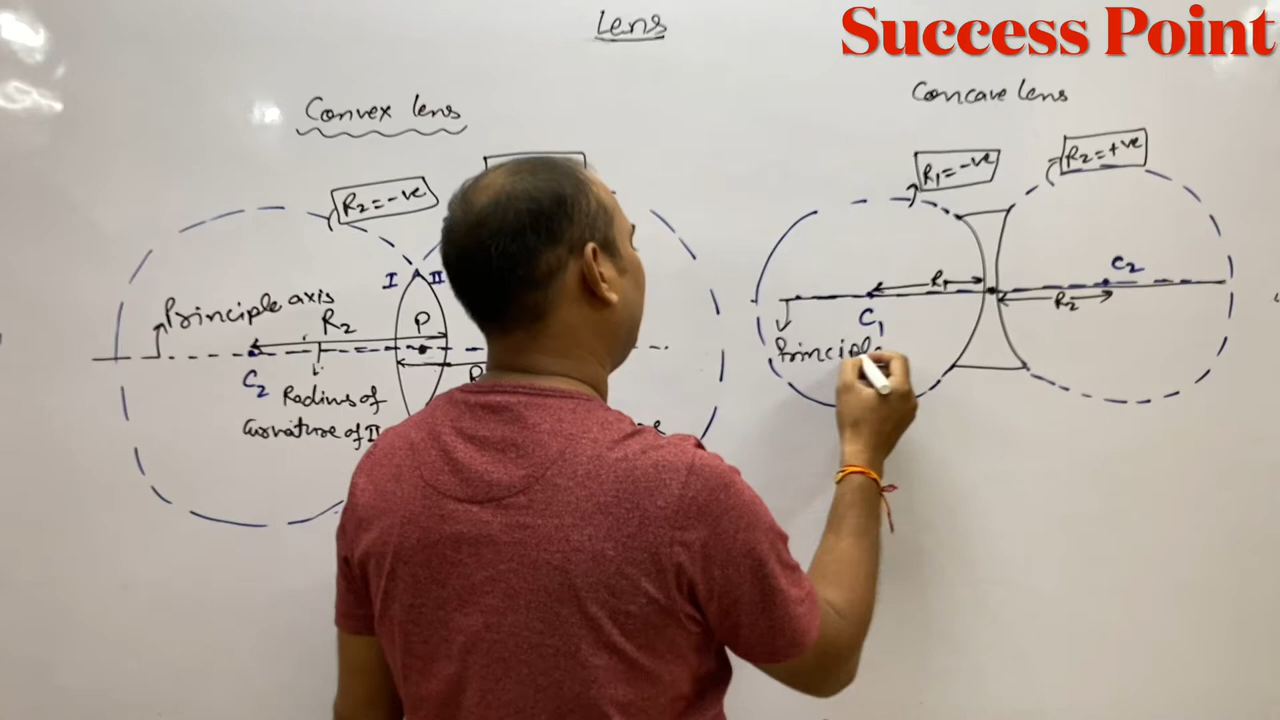 Lens
Success Point
Convex lens
Concave lens
R2 = -ve
R1 = -ve
R2 = +ve
I II
Principle axis
R2
P
C2
Radius of
curvature of II
R1
C1
C2
R2
Principle